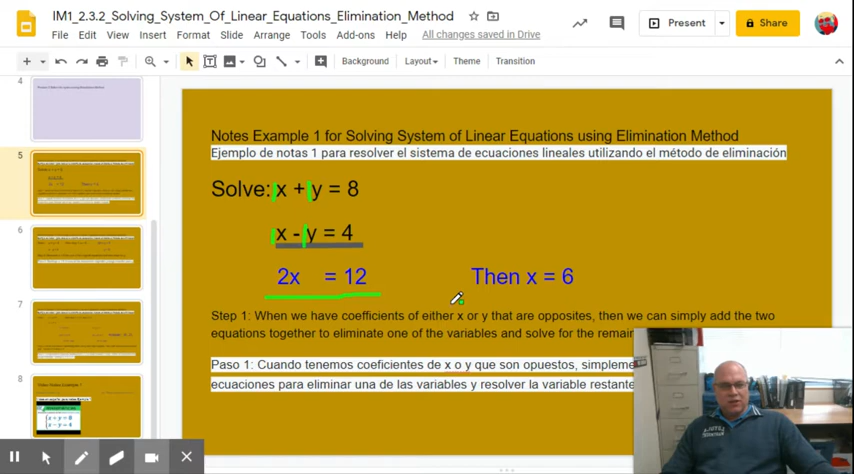 IM1_2.3.2_Solving_System_Of_Linear_Equations_Elimination_Method
File Edit View Insert Format Slide Arrange Tools Add-ons Help All changes saved in Drive
Present
Share
Background Layout Theme Transition
4
5
6
7
8
Notes Example 1 for Solving System of Linear Equations using Elimination Method
Ejemplo de notas 1 para resolver el sistema de ecuaciones lineales utilizando el método de eliminación
Solve: x + y = 8
x - y = 4
2x = 12 Then x = 6
Step 1: When we have coefficients of either x or y that are opposites, then we can simply add the two
equations together to eliminate one of the variables and solve for the
Paso 1: Cuando tenemos coeficientes de x o y que son opuestos,
ecuaciones para eliminar una de las variables y resolver la variable restante